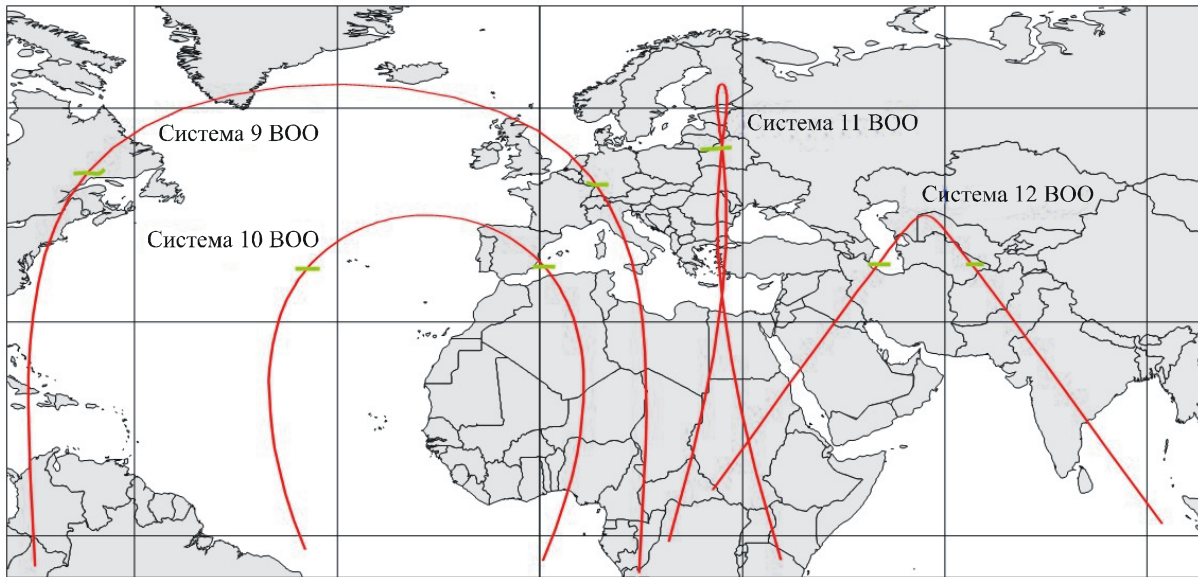 Система 11 ВОО
Система 9 ВОО
Система 12 ВОО
Система 10 ВОО